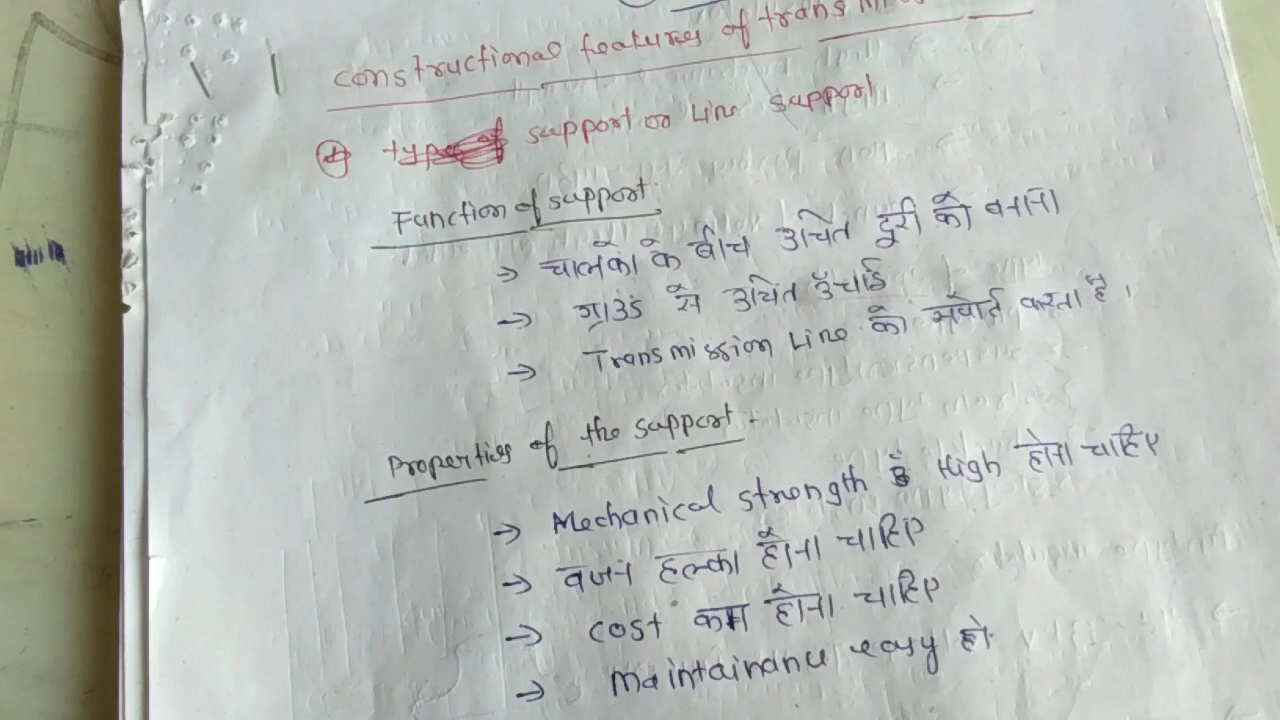 constructional features of trans
④ support or Line support
Function of support:
→ चालको के बीच उचित दुरी को बनाना
→ ग्राउंड से उचित ऊँचाई
→ Transmission Line को सपोर्ट करता है।
Properties of the support:-
→ Mechanical strength High होना चाहिए
→ वजन हल्का होना चाहिए
→ cost कम होना चाहिए
→ maintainance easy हो